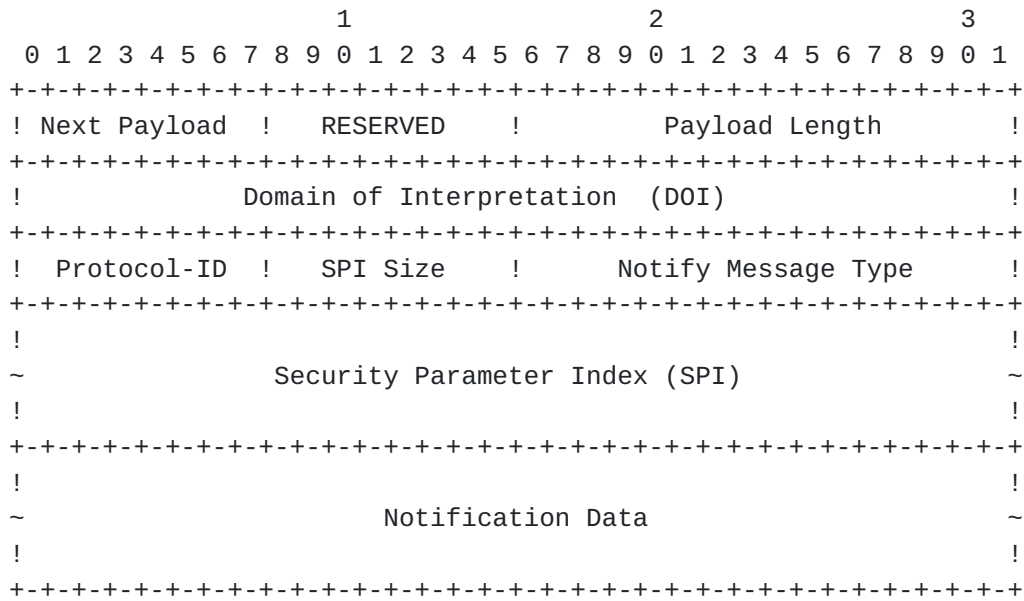 1                   2                   3
 0 1 2 3 4 5 6 7 8 9 0 1 2 3 4 5 6 7 8 9 0 1 2 3 4 5 6 7 8 9 0 1
+-+-+-+-+-+-+-+-+-+-+-+-+-+-+-+-+-+-+-+-+-+-+-+-+-+-+-+-+-+-+-+-+
! Next Payload  !   RESERVED    !         Payload Length        !
+-+-+-+-+-+-+-+-+-+-+-+-+-+-+-+-+-+-+-+-+-+-+-+-+-+-+-+-+-+-+-+-+
!              Domain of Interpretation  (DOI)                  !
+-+-+-+-+-+-+-+-+-+-+-+-+-+-+-+-+-+-+-+-+-+-+-+-+-+-+-+-+-+-+-+-+
!  Protocol-ID  !   SPI Size    !      Notify Message Type      !
+-+-+-+-+-+-+-+-+-+-+-+-+-+-+-+-+-+-+-+-+-+-+-+-+-+-+-+-+-+-+-+-+
!                                                               !
~                Security Parameter Index (SPI)                 ~
!                                                               !
+-+-+-+-+-+-+-+-+-+-+-+-+-+-+-+-+-+-+-+-+-+-+-+-+-+-+-+-+-+-+-+-+
!                                                               !
~                       Notification Data                       ~
!                                                               !
+-+-+-+-+-+-+-+-+-+-+-+-+-+-+-+-+-+-+-+-+-+-+-+-+-+-+-+-+-+-+-+-+